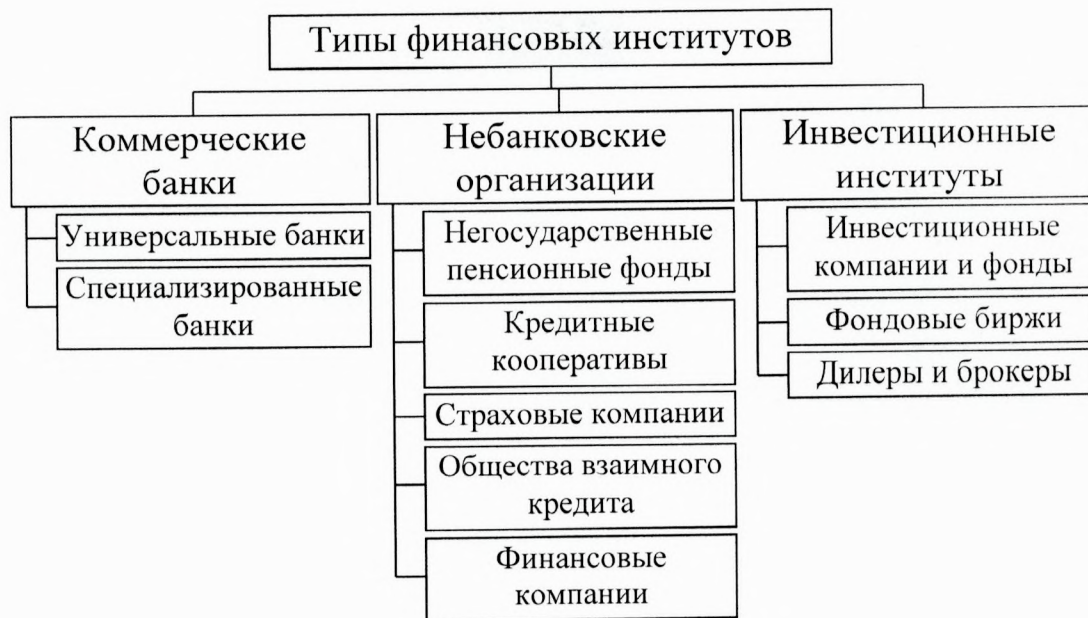 Типы финансовых институтов
Коммерческие
банки
Универсальные банки
Специализированные
банки
Небанковские
организации
Негосударственные
пенсионные фонды
Кредитные
кооперативы
Страховые компании
Общества взаимного
кредита
Финансовые
компании
Инвестиционные
институты
Инвестиционные
компании и фонды
Фондовые биржи
Дилеры и брокеры